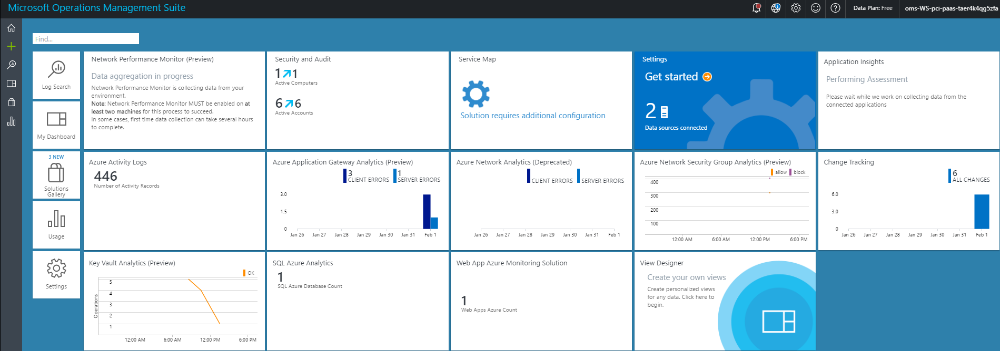 Microsoft Operations Management Suite
Data Plan: Free
oms-WS-pci-paas-taer4k4qg5zfa
Find...
Log Search
My Dashboard
3 NEW
Solutions
Gallery
Usage
Settings
Network Performance Monitor (Preview)
Data aggregation in progress
Network Performance Monitor is collecting data from your
environment.
Note: Network Performance Monitor MUST be enabled on at
least two machines for this process to succeed.
In some cases, first time data collection can take several hours
to complete.
Security and Audit
1 1
Active Computers
6 6
Active Accounts
Service Map
Solution requires additional configuration
Settings
Get started
2
Data sources connected
Application Insights
Performing Assessment
Please wait while we work on collecting data from the
connected applications
Azure Activity Logs
446
Number of Activity Records
Azure Application Gateway Analytics (Preview)
3
CLIENT ERRORS
1
SERVER ERRORS
3.0
1.5
0
Jan 26 Jan 27 Jan 28 Jan 29 Jan 30 Jan 31 Feb 1
Azure Network Analytics (Deprecated)
CLIENT ERRORS
SERVER ERRORS
Jan 26 Jan 27 Jan 28 Jan 29 Jan 30 Jan 31 Feb 1
Azure Network Security Group Analytics (Preview)
allow block
400
300
200
100
12:00 AM 6:00 AM 12:00 PM 6:00 PM
Change Tracking
6
ALL CHANGES
6.0
3.0
0
Jan 26 Jan 27 Jan 28 Jan 29 Jan 30 Jan 31 Feb 1
Key Vault Analytics (Preview)
OK
Operations
5
4
3
2
1
12:00 AM 6:00 AM 12:00 PM 6:00 PM
SQL Azure Analytics
1
SQL Azure Database Count
Web App Azure Monitoring Solution
1
Web Apps Azure Count
View Designer
Create your own views
Create personalized views
for any data. Click here to
begin.